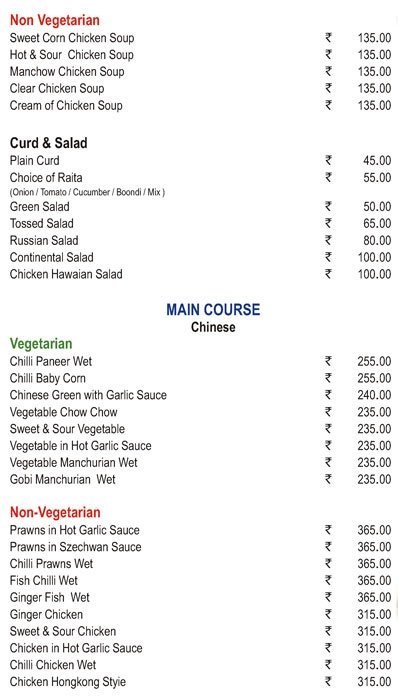 Non Vegetarian
Sweet Corn Chicken Soup ₹ 135.00
Hot & Sour Chicken Soup ₹ 135.00
Manchow Chicken Soup ₹ 135.00
Clear Chicken Soup ₹ 135.00
Cream of Chicken Soup ₹ 135.00
Curd & Salad
Plain Curd ₹ 45.00
Choice of Raita ₹ 55.00
(Onion / Tomato / Cucumber / Boondi / Mix )
Green Salad ₹ 50.00
Tossed Salad ₹ 65.00
Russian Salad ₹ 80.00
Continental Salad ₹ 100.00
Chicken Hawaian Salad ₹ 100.00
MAIN COURSE
Chinese
Vegetarian
Chilli Paneer Wet ₹ 255.00
Chilli Baby Corn ₹ 255.00
Chinese Green with Garlic Sauce ₹ 240.00
Vegetable Chow Chow ₹ 235.00
Sweet & Sour Vegetable ₹ 235.00
Vegetable in Hot Garlic Sauce ₹ 235.00
Vegetable Manchurian Wet ₹ 235.00
Gobi Manchurian Wet ₹ 235.00
Non-Vegetarian
Prawns in Hot Garlic Sauce ₹ 365.00
Prawns in Szechwan Sauce ₹ 365.00
Chilli Prawns Wet ₹ 365.00
Fish Chilli Wet ₹ 365.00
Ginger Fish Wet ₹ 365.00
Ginger Chicken ₹ 315.00
Sweet & Sour Chicken ₹ 315.00
Chicken in Hot Garlic Sauce ₹ 315.00
Chilli Chicken Wet ₹ 315.00
Chicken Hongkong Styie ₹ 315.00